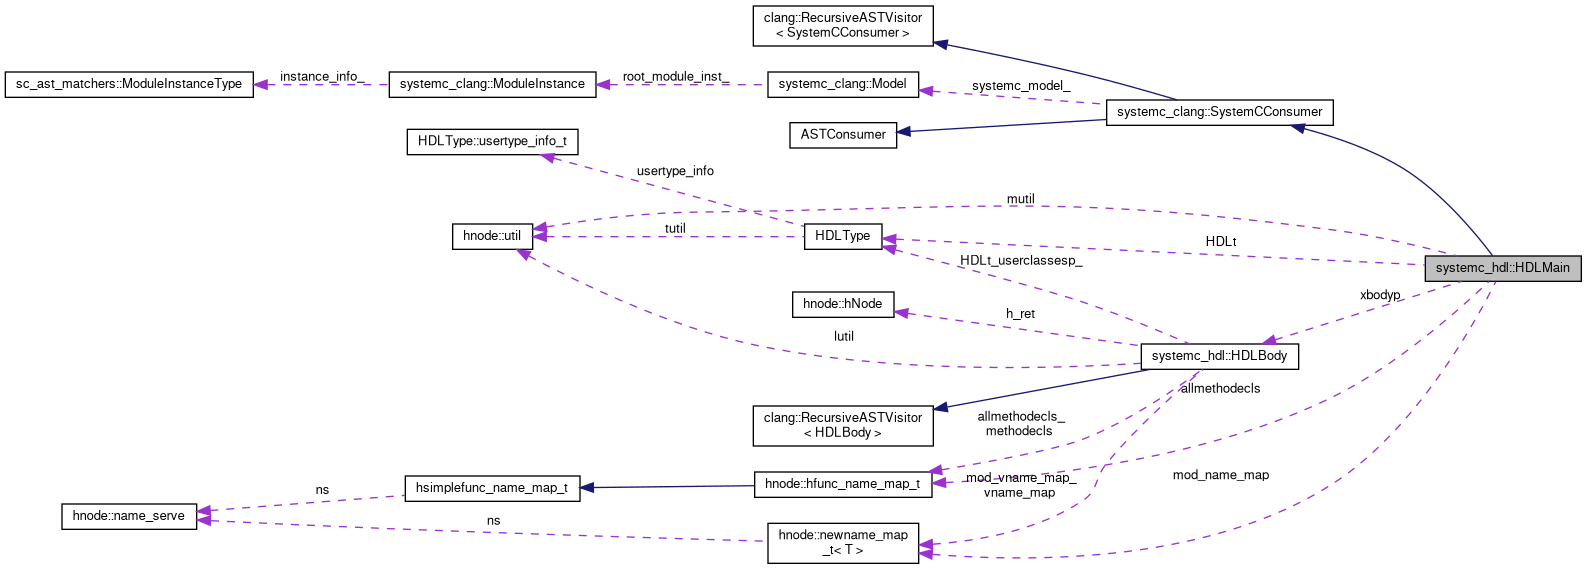 clang::RecursiveASTVisitor
< SystemCConsumer >
sc_ast_matchers::ModuleInstanceType
instance_info_
systemc_clang::ModuleInstance
root_module_inst_
systemc_clang::Model
systemc_model_
systemc_clang::SystemCConsumer
ASTConsumer
HDLType::usertype_info_t
usertype_info
mutil
hnode::util
tutil
HDLType
HDLt
HDLt_userclassesp_
systemc_hdl::HDLMain
hnode::hNode
h_ret
xbodyp
lutil
systemc_hdl::HDLBody
allmethodecls
clang::RecursiveASTVisitor
< HDLBody >
allmethodecls_
methodecls
hsimplefunc_name_map_t
hnode::hfunc_name_map_t
mod_vname_map_
vname_map
mod_name_map
ns
hnode::name_serve
ns
hnode::newname_map
_t< T >